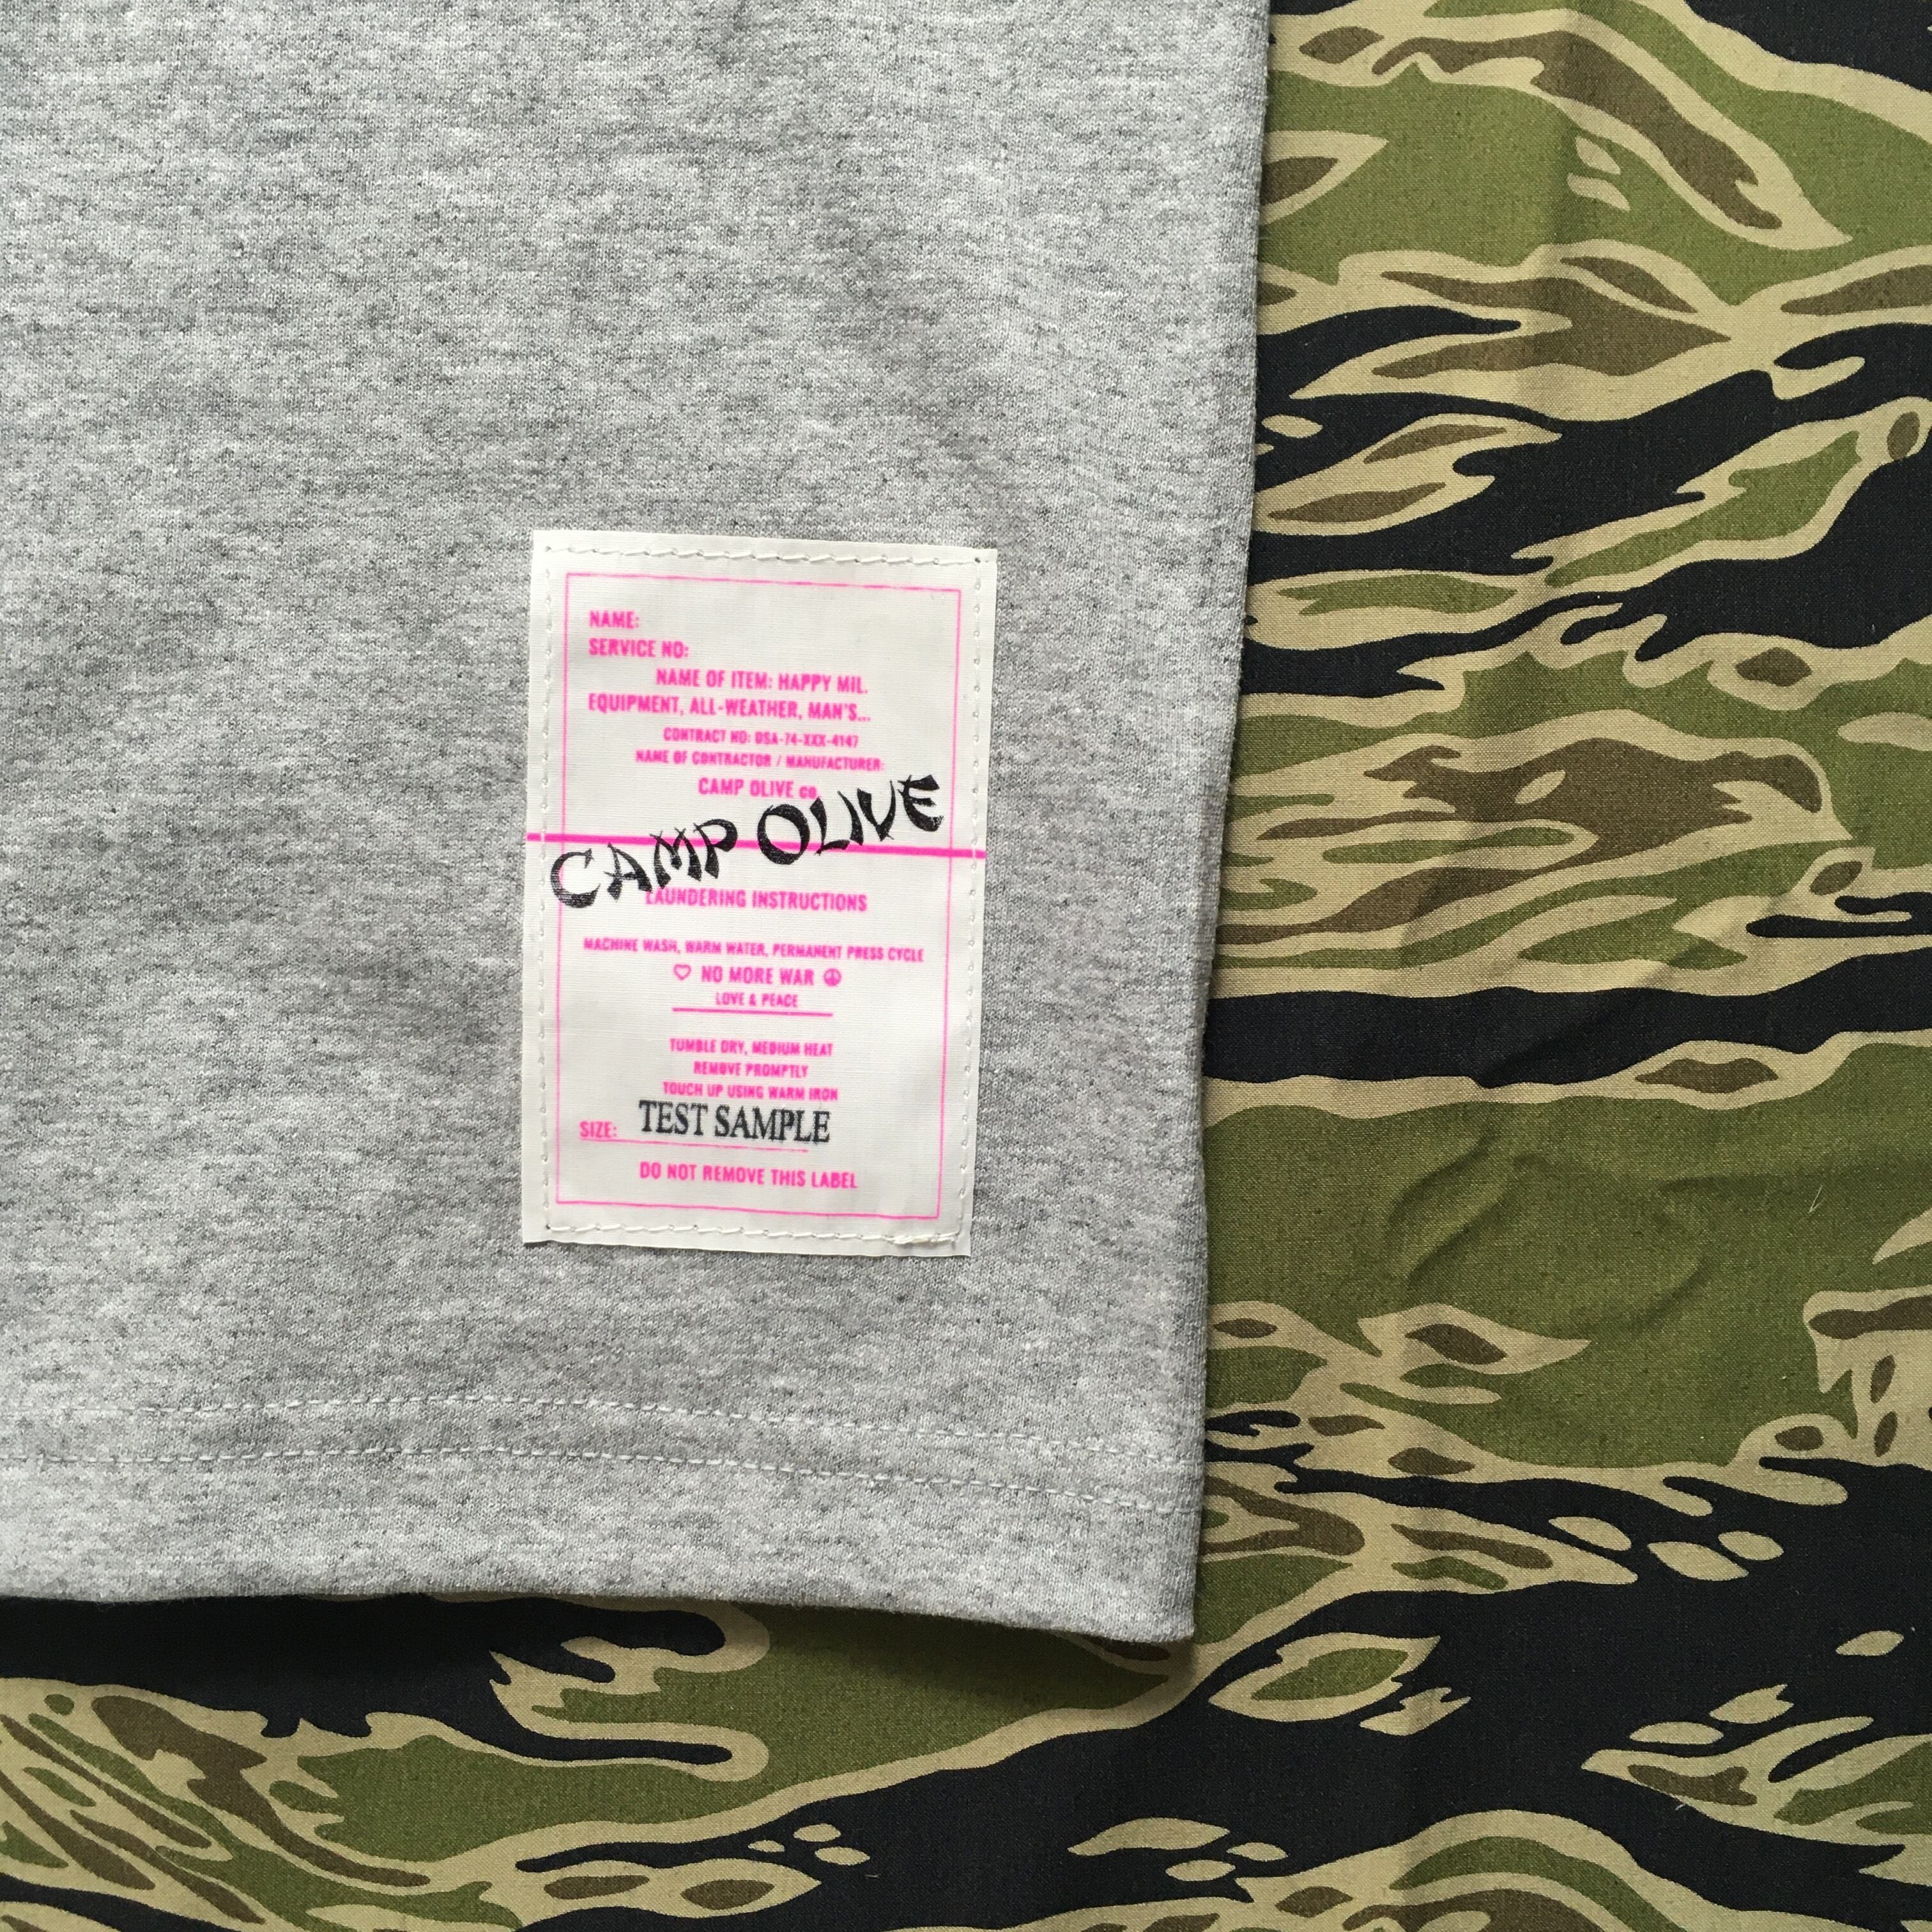 NAME:
SERVICE NO:
NAME OF ITEM: HAPPY MIL.
EQUIPMENT, ALL-WEATHER, MAN'S...
CONTRACT NO: DSA-74-XXX-4147
NAME OF CONTRACTOR / MANUFACTURER:
CAMP OLIVE co.
CAMP OLIVE
LAUNDERING INSTRUCTIONS
MACHINE WASH, WARM WATER, PERMANENT PRESS CYCLE
♡ NO MORE WAR ☮
LOVE & PEACE
TUMBLE DRY, MEDIUM HEAT
REMOVE PROMPTLY
TOUCH UP USING WARM IRON
SIZE: TEST SAMPLE
DO NOT REMOVE THIS LABEL